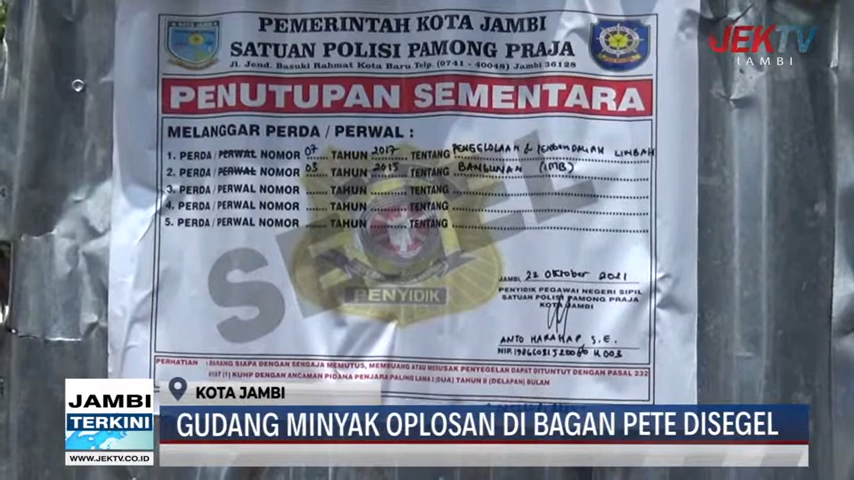 PEMERINTAH KOTA JAMBI
SATUAN POLISI PAMONG PRAJA
Jl. Jend. Basuki Rahmat Kota Baru Telp. (0741 - 40048) Jambi 36128
JEKTV
JAMBI
PENUTUPAN SEMENTARA
MELANGGAR PERDA / PERWAL :
1. PERDA/PERWAL NOMOR 07 TAHUN 2017 TENTANG PENGELOLAAN & PENGENDALIAN LIMBAH
2. PERDA/PERWAL NOMOR 03 TAHUN 2015 TENTANG BANGUNAN (IMB)
3. PERDA/PERWAL NOMOR ...... TAHUN ......... TENTANG
4. PERDA/PERWAL NOMOR ...... TAHUN ......... TENTANG
5. PERDA/PERWAL NOMOR ...... TAHUN ......... TENTANG
SEGEL
PENYIDIK
JAMBI, 22 Oktober 2021
PENYIDIK PEGAWAI NEGERI SIPIL
SATUAN POLISI PAMONG PRAJA
KOTA JAMBI
ANTO HARAHAP S.E.
PERHATIAN : BARANG SIAPA DENGAN SENGAJA MEMUTUS, MEMBUANG ATAU MERUSAK PENYEGELAN DAPAT DITUNTUT DENGAN PASAL 232
AYAT (1) KUHP DENGAN ANCAMAN PIDANA PENJARA PALING LAMA 2 (DUA) TAHUN 8 (DELAPAN) BULAN
KOTA JAMBI
JAMBI
TERKINI
WWW.JEKTV.CO.ID
GUDANG MINYAK OPLOSAN DI BAGAN PETE DISEGEL